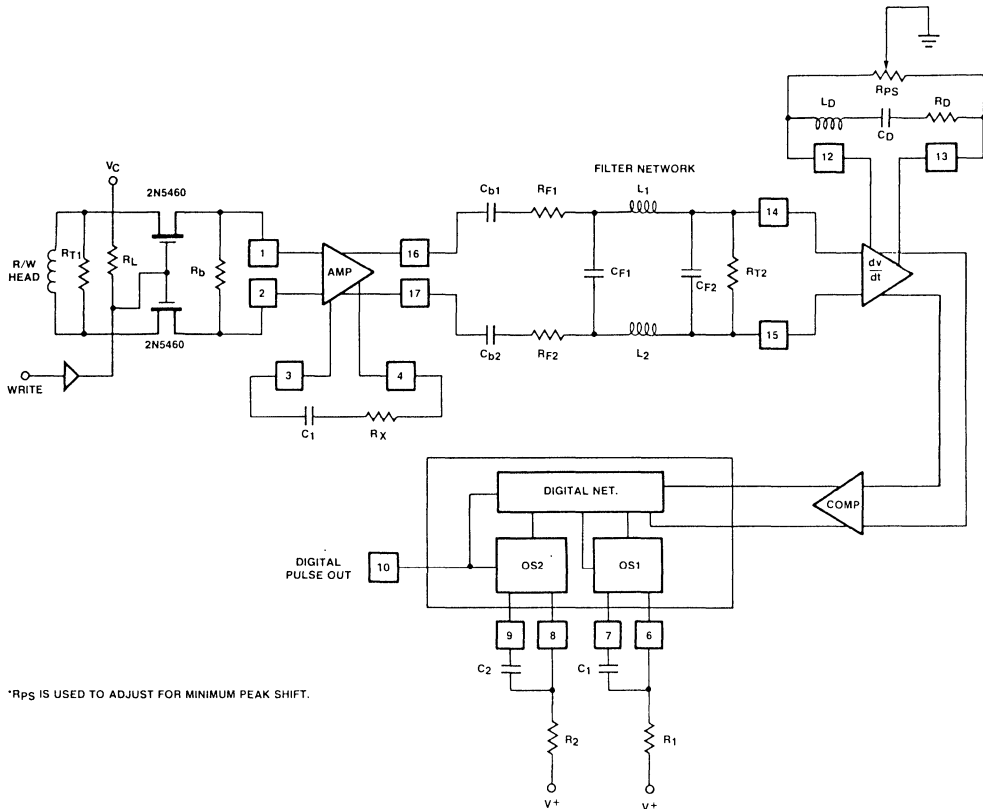 RPS
LD
CD
RD
12
13
FILTER NETWORK
VC
2N5460
Cb1
RF1
L1
14
R/W
HEAD
RT1
RL
Rb
1
2
AMP
16
17
CF1
CF2
RT2
dv
dt
2N5460
Cb2
RF2
L2
15
WRITE
3
4
C1
RX
DIGITAL NET.
COMP
DIGITAL
PULSE OUT
10
OS2
OS1
9
8
7
6
C2
C1
*RPS IS USED TO ADJUST FOR MINIMUM PEAK SHIFT.
R2
R1
V+
V+